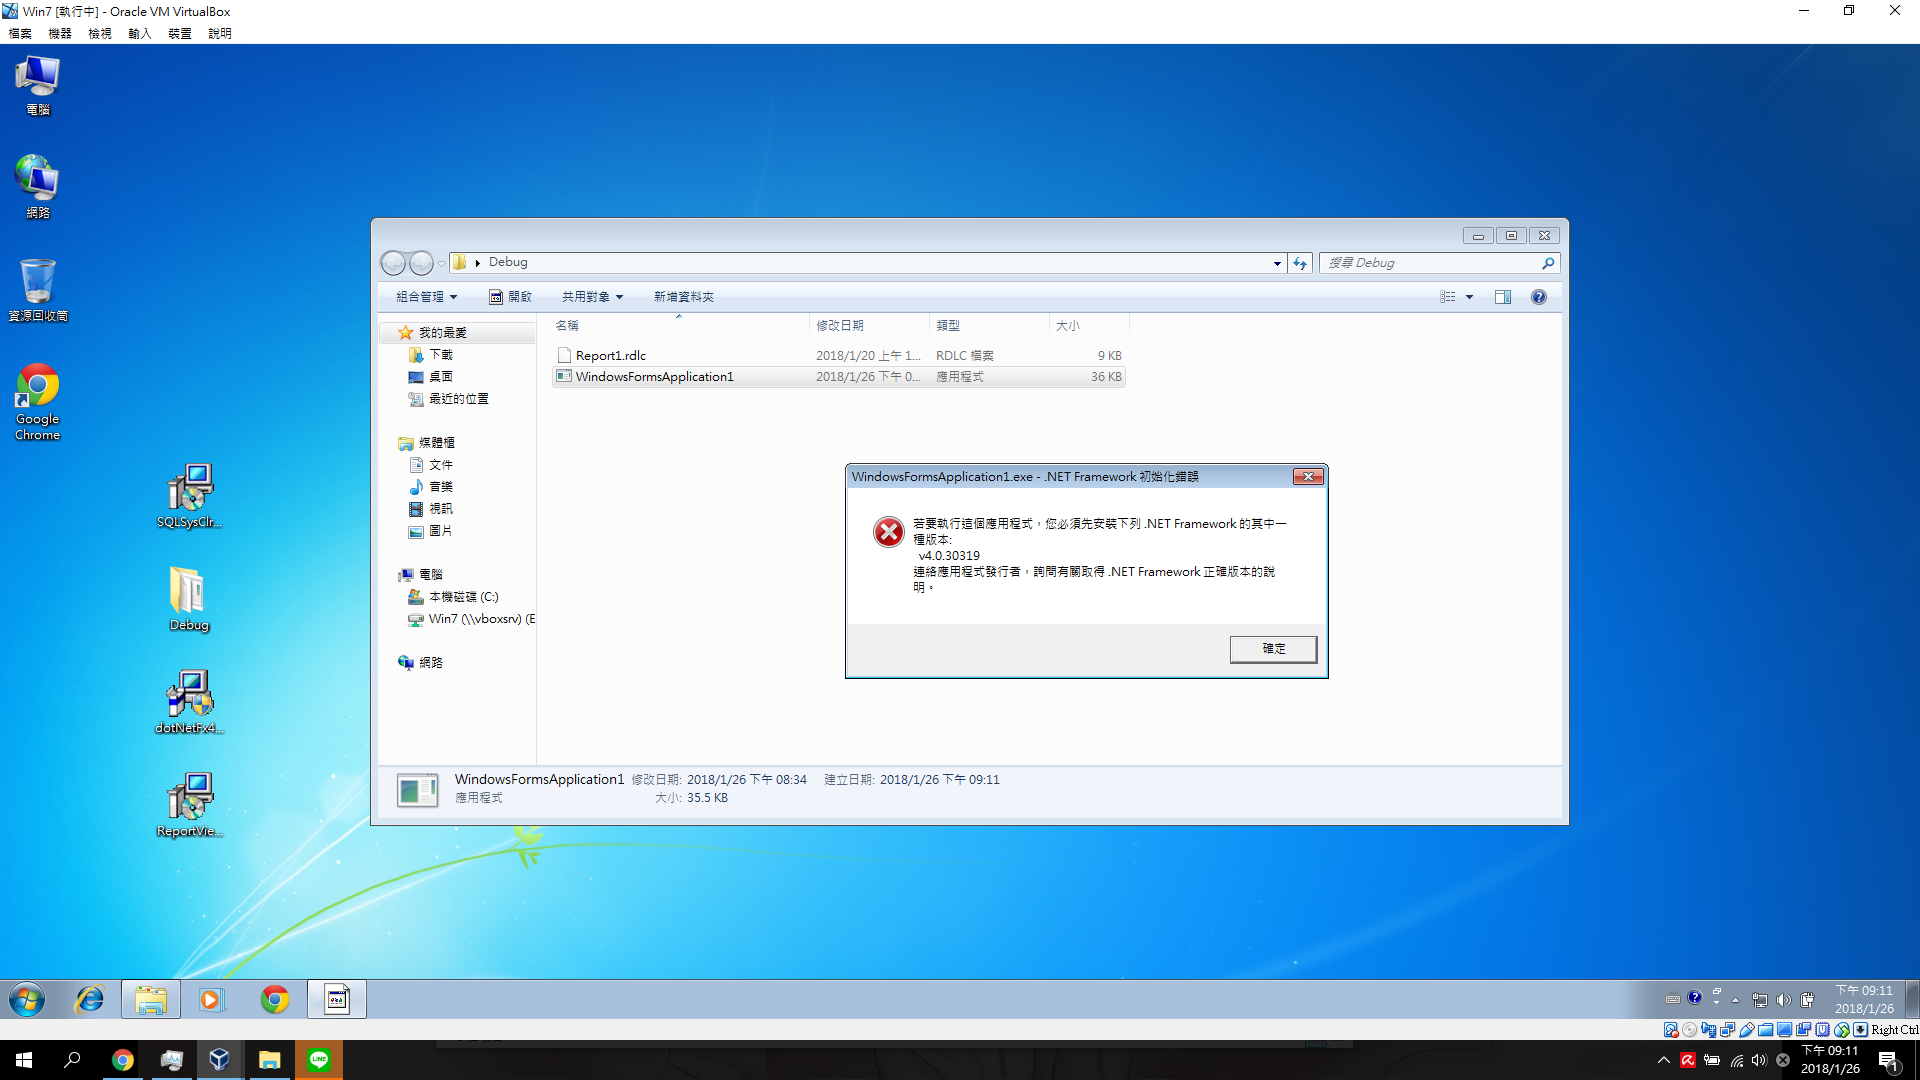 Win7 [執行中] - Oracle VM VirtualBox
檔案 機器 檢視 輸入 裝置 說明
電腦
網路
資源回收筒
Google
Chrome
SQLSysClr...
Debug
dotNetFx4...
ReportVie...
Debug
搜尋 Debug
組合管理 開啟 共用對象 新增資料夾
我的最愛
下載
桌面
最近的位置
媒體櫃
文件
音樂
視訊
圖片
電腦
本機磁碟 (C:)
Win7 (\\vboxsrv) (E
網路
名稱 修改日期 類型 大小
Report1.rdlc 2018/1/20 上午 1... RDLC 檔案 9 KB
WindowsFormsApplication1 2018/1/26 下午 0... 應用程式 36 KB
WindowsFormsApplication1.exe - .NET Framework 初始化錯誤
若要執行這個應用程式，您必須先安裝下列 .NET Framework 的其中一
種版本:
v4.0.30319
連絡應用程式發行者，詢問有關取得 .NET Framework 正確版本的說
明。
確定
WindowsFormsApplication1 修改日期: 2018/1/26 下午 08:34 建立日期: 2018/1/26 下午 09:11
應用程式 大小: 35.5 KB
下午 09:11
2018/1/26
Right Ctrl
LINE
下午 09:11
2018/1/26
1